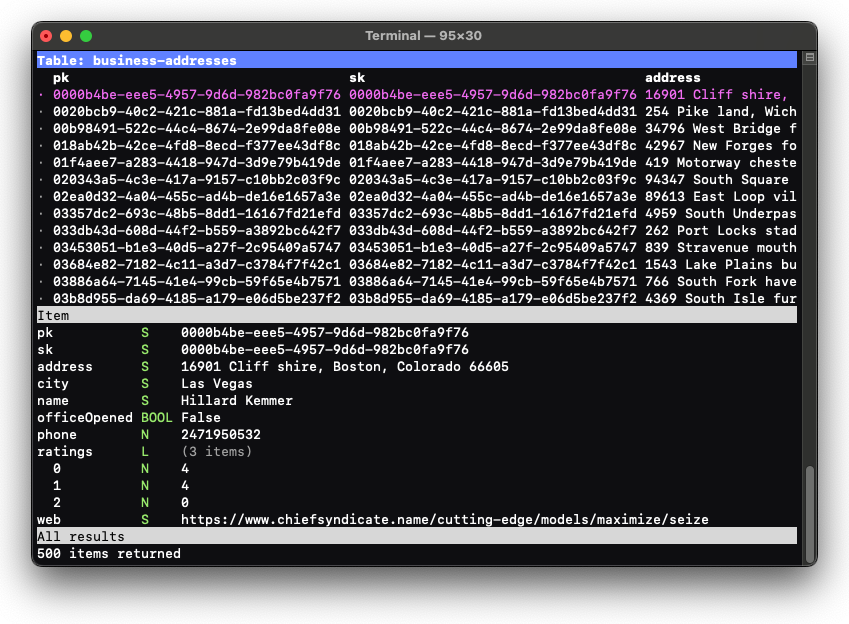 Terminal — 95×30
Table: business-addresses
pk sk address
· 0000b4be-eee5-4957-9d6d-982bc0fa9f76 0000b4be-eee5-4957-9d6d-982bc0fa9f76 16901 Cliff shire,
· 0020bcb9-40c2-421c-881a-fd13bed4dd31 0020bcb9-40c2-421c-881a-fd13bed4dd31 254 Pike land, Wich
· 00b98491-522c-44c4-8674-2e99da8fe08e 00b98491-522c-44c4-8674-2e99da8fe08e 34796 West Bridge f
· 018ab42b-42ce-4fd8-8ecd-f377ee43df8c 018ab42b-42ce-4fd8-8ecd-f377ee43df8c 42967 New Forges fo
· 01f4aee7-a283-4418-947d-3d9e79b419de 01f4aee7-a283-4418-947d-3d9e79b419de 419 Motorway cheste
· 020343a5-4c3e-417a-9157-c10bb2c03f9c 020343a5-4c3e-417a-9157-c10bb2c03f9c 94347 South Square
· 02ea0d32-4a04-455c-ad4b-de16e1657a3e 02ea0d32-4a04-455c-ad4b-de16e1657a3e 89613 East Loop vil
· 03357dc2-693c-48b5-8dd1-16167fd21efd 03357dc2-693c-48b5-8dd1-16167fd21efd 4959 South Underpas
· 033db43d-608d-44f2-b559-a3892bc642f7 033db43d-608d-44f2-b559-a3892bc642f7 262 Port Locks stad
· 03453051-b1e3-40d5-a27f-2c95409a5747 03453051-b1e3-40d5-a27f-2c95409a5747 839 Stravenue mouth
· 03684e82-7182-4c11-a3d7-c3784f7f42c1 03684e82-7182-4c11-a3d7-c3784f7f42c1 1543 Lake Plains bu
· 03886a64-7145-41e4-99cb-59f65e4b7571 03886a64-7145-41e4-99cb-59f65e4b7571 766 South Fork have
· 03b8d955-da69-4185-a179-e06d5be237f2 03b8d955-da69-4185-a179-e06d5be237f2 4369 South Isle fur
Item
pk S 0000b4be-eee5-4957-9d6d-982bc0fa9f76
sk S 0000b4be-eee5-4957-9d6d-982bc0fa9f76
address S 16901 Cliff shire, Boston, Colorado 66605
city S Las Vegas
name S Hillard Kemmer
officeOpened BOOL False
phone N 2471950532
ratings L (3 items)
0 N 4
1 N 4
2 N 0
web S https://www.chiefsyndicate.name/cutting-edge/models/maximize/seize
All results
500 items returned